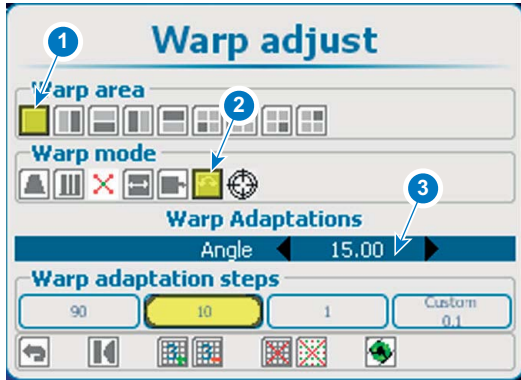 Warp adjust
1
Warp area
2
Warp mode
3
Warp Adaptations
Angle 15.00
Warp adaptation steps
90 10 1 Custom
0.1